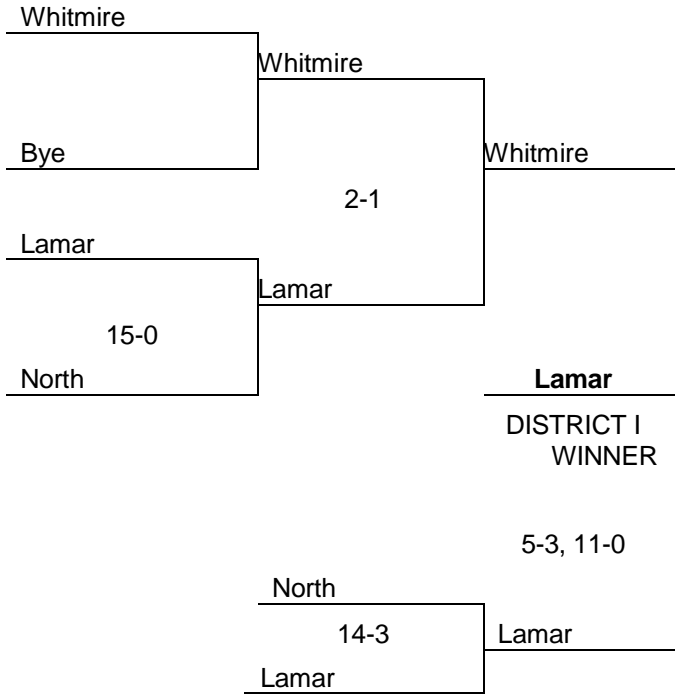 Whitmire
Whitmire
Bye
Whitmire
2-1
Lamar
Lamar
15-0
North
Lamar
DISTRICT I
WINNER
5-3, 11-0
North
14-3
Lamar
Lamar